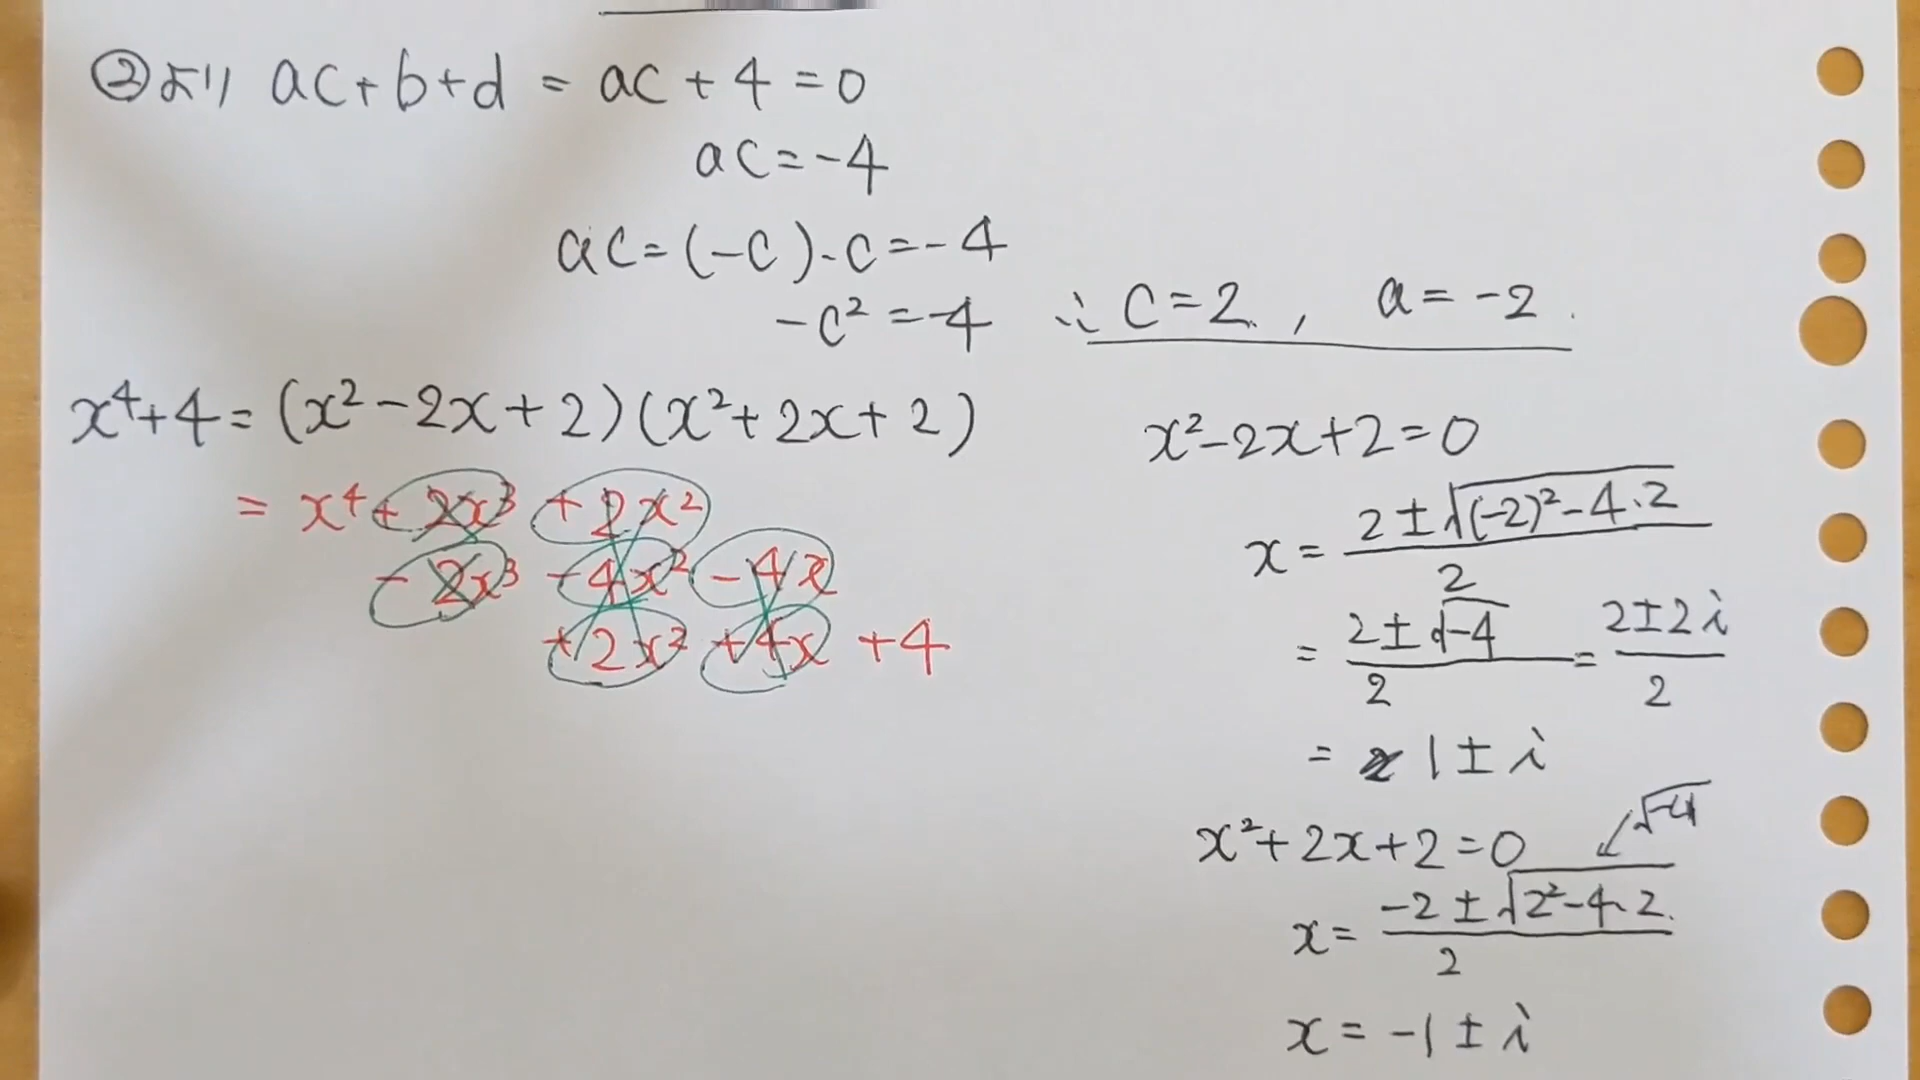 ②より ac+b+d = ac+4=0
ac=-4
ac=(-c)·c=-4
-c²=-4 ∴ c=2, a=-2.
x⁴+4=(x²-2x+2)(x²+2x+2)
= x⁴+2x³+2x²
-2x³-4x²-4x
+2x²+4x+4
x²-2x+2=0
x= (2±√((-2)²-4·2))/2
= (2±√-4)/2 = (2±2i)/2
= 1±i
x²+2x+2=0 ↙√-4
x= (-2±√(2²-4·2))/2
x=-1±i